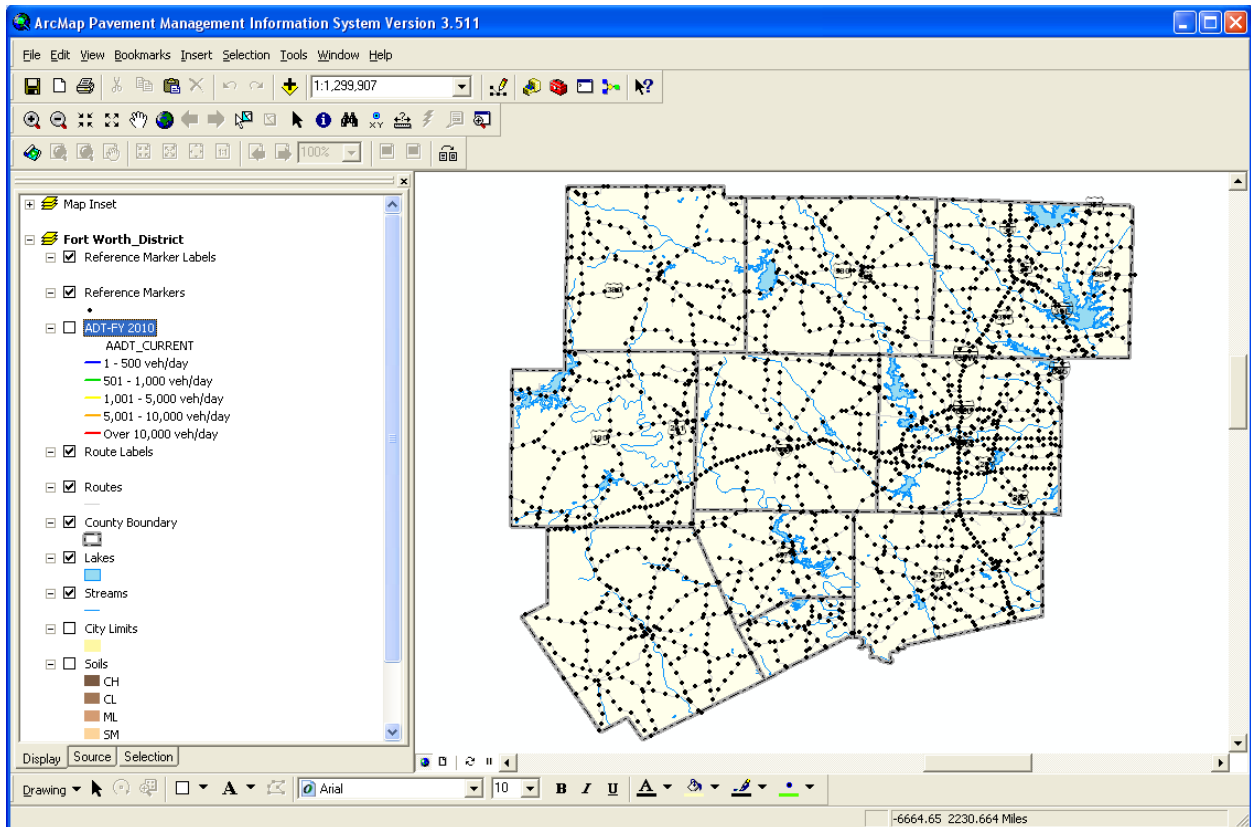 ArcMap Pavement Management Information System Version 3.511
File Edit View Bookmarks Insert Selection Tools Window Help
1:1,299,907
XY
1:1
100%
Map Inset
Fort Worth_District
Reference Marker Labels
Reference Markers
ADT-FY 2010
AADT_CURRENT
1 - 500 veh/day
501 - 1,000 veh/day
1,001 - 5,000 veh/day
5,001 - 10,000 veh/day
Over 10,000 veh/day
Route Labels
Routes
County Boundary
Lakes
Streams
City Limits
Soils
CH
CL
ML
SM
380
Display Source Selection
Drawing A Arial 10 B I U A
-6664.65 2230.664 Miles